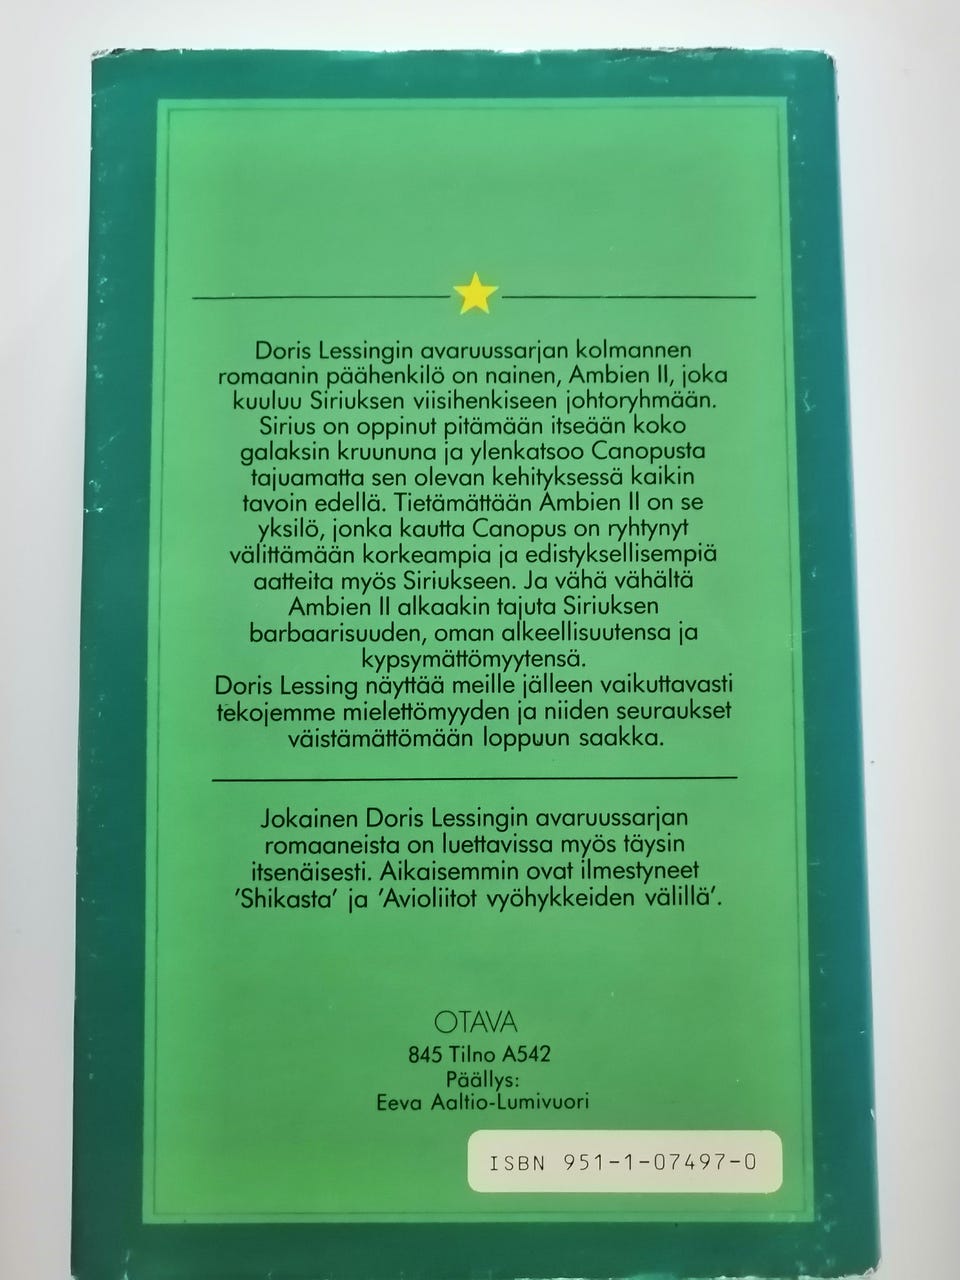 Doris Lessingin avaruussarjan kolmannen
romaanin päähenkilö on nainen, Ambien II, joka
kuuluu Siriuksen viisihenkiseen johtoryhmään.
Sirius on oppinut pitämään itseään koko
galaksin kruununa ja ylenkatsoo Canopusta
tajuamatta sen olevan kehityksessä kaikin
tavoin edellä. Tietämättään Ambien II on se
yksilö, jonka kautta Canopus on ryhtynyt
välittämään korkeampia ja edistyksellisempiä
aatteita myös Siriukseen. Ja vähä vähältä
Ambien II alkaakin tajuta Siriuksen
barbaarisuuden, oman alkeellisuutensa ja
kypsymättömyytensä.
Doris Lessing näyttää meille jälleen vaikuttavasti
tekojemme mielettömyyden ja niiden seuraukset
väistämättömään loppuun saakka.
Jokainen Doris Lessingin avaruussarjan
romaaneista on luettavissa myös täysin
itsenäisesti. Aikaisemmin ovat ilmestyneet
'Shikasta' ja 'Avioliitot vyöhykkeiden välillä'.
OTAVA
845 Tilno A542
Päällys:
Eeva Aaltio-Lumivuori
ISBN 951-1-07497-0